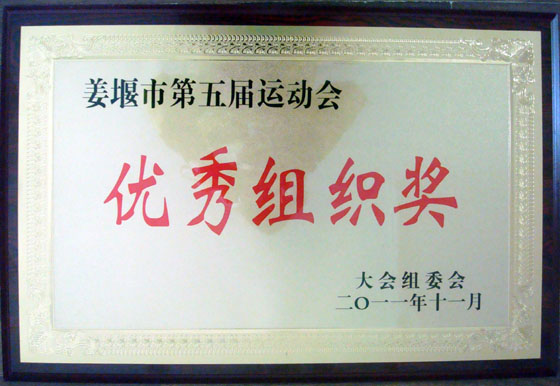 姜堰市第五届运动会
优秀组织奖
大会组委会
二〇一一年十一月